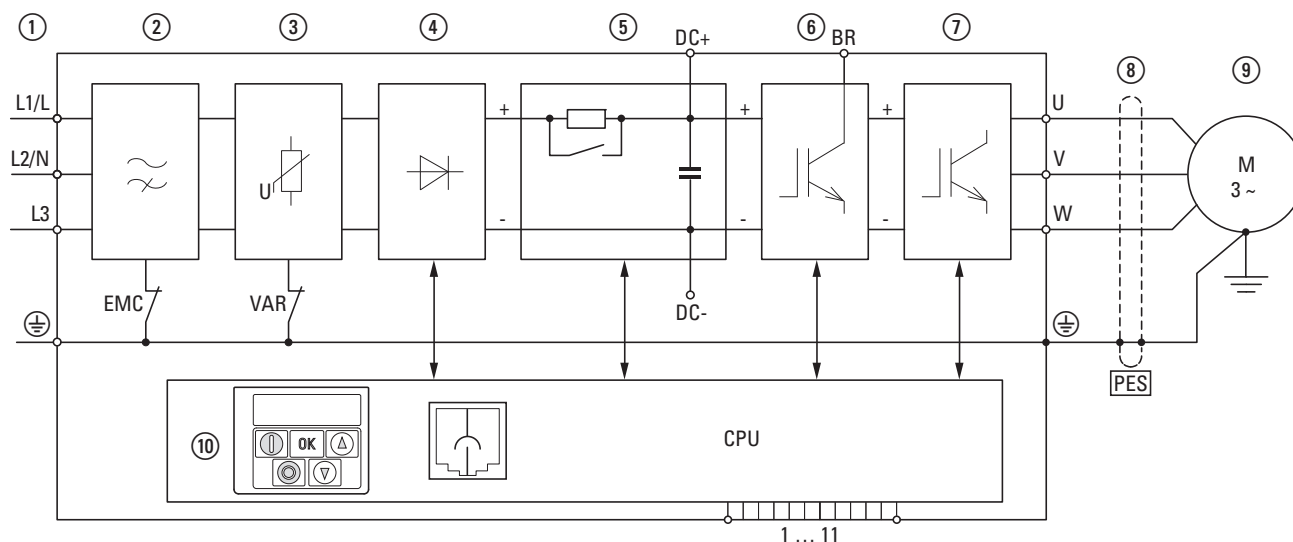 ① ② ③ ④ ⑤ ⑥ ⑦ ⑧ ⑨
DC+ BR
L1/L
L2/N
L3
U
+ - + - + -
U
V
W
M
3 ~
EMC
VAR
DC-
PES
⑩
OK
CPU
1 ... 11